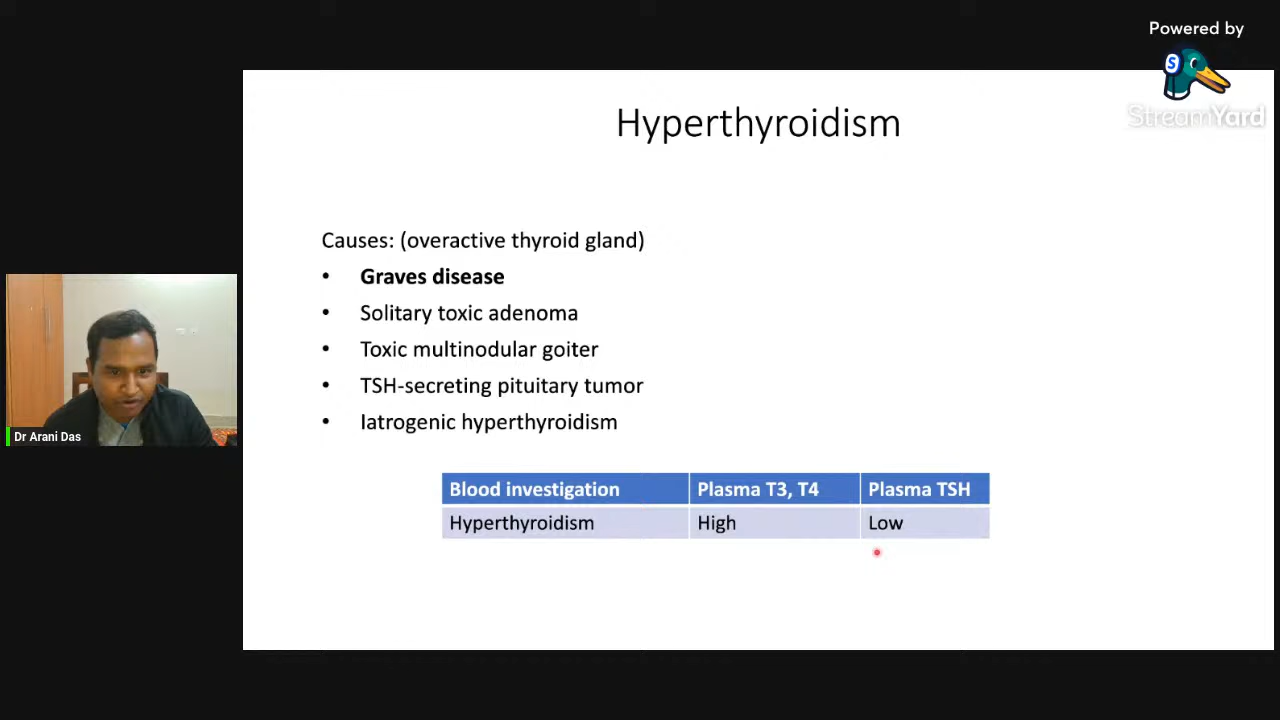 Powered by
S
StreamYard
Hyperthyroidism
Causes: (overactive thyroid gland)
• Graves disease
• Solitary toxic adenoma
• Toxic multinodular goiter
• TSH-secreting pituitary tumor
• Iatrogenic hyperthyroidism
Blood investigation Plasma T3, T4 Plasma TSH
Hyperthyroidism High Low
Dr Arani Das